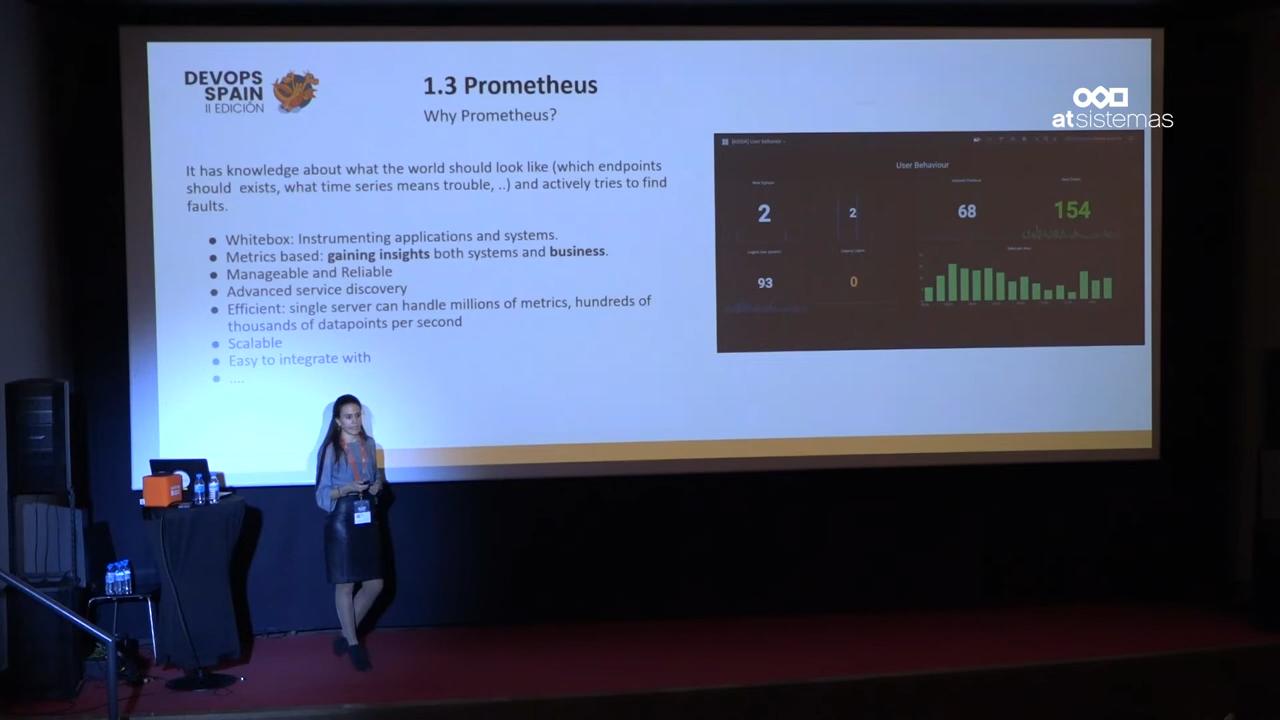 DEVOPS
SPAIN
II EDICIÓN
1.3 Prometheus
Why Prometheus?
atsistemas
It has knowledge about what the world should look like (which endpoints
should exists, what time series means trouble, ..) and actively tries to find
faults.
● Whitebox: Instrumenting applications and systems.
● Metrics based: gaining insights both systems and business.
● Manageable and Reliable
● Advanced service discovery
● Efficient: single server can handle millions of metrics, hundreds of
thousands of datapoints per second
● Scalable
● Easy to integrate with
● ....
User Behaviour
2
2
68
154
93
0